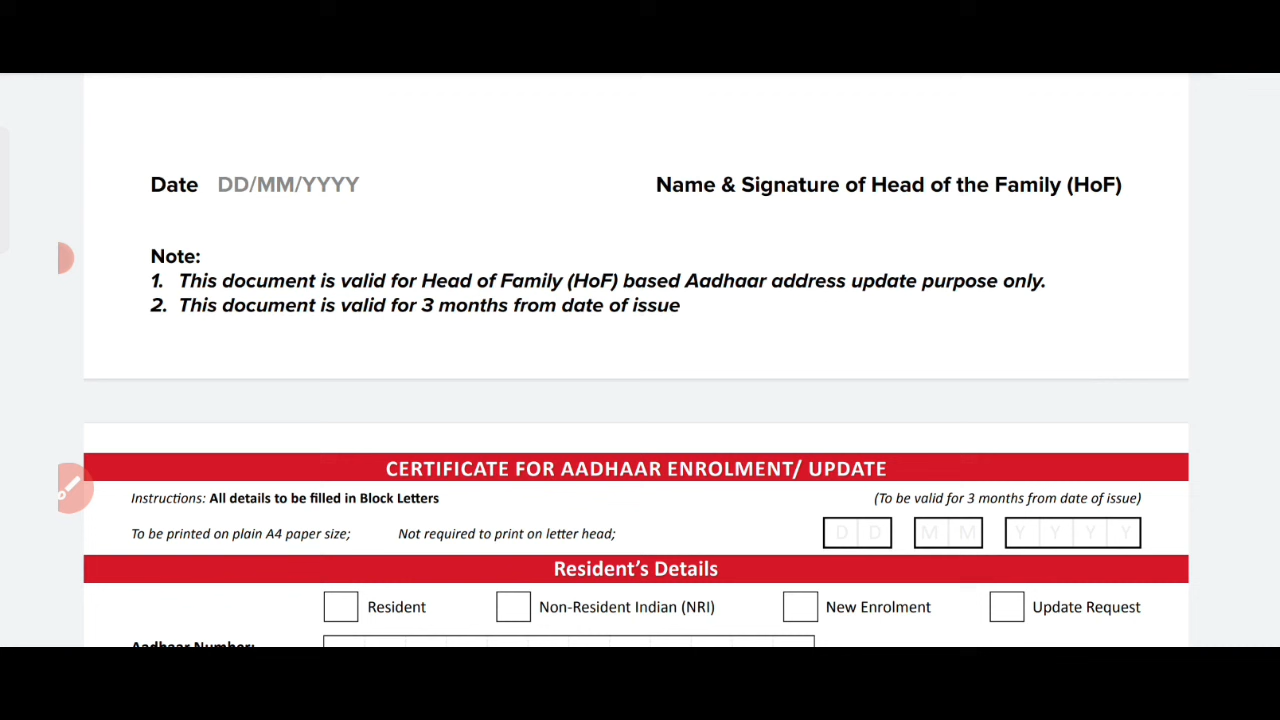 Date DD/MM/YYYY Name & Signature of Head of the Family (HoF)
Note:
1. This document is valid for Head of Family (HoF) based Aadhaar address update purpose only.
2. This document is valid for 3 months from date of issue
CERTIFICATE FOR AADHAAR ENROLMENT/ UPDATE
Instructions: All details to be filled in Block Letters (To be valid for 3 months from date of issue)
To be printed on plain A4 paper size; Not required to print on letter head; D D M M Y Y Y Y
Resident's Details
Resident Non-Resident Indian (NRI) New Enrolment Update Request
Aadhaar Number: